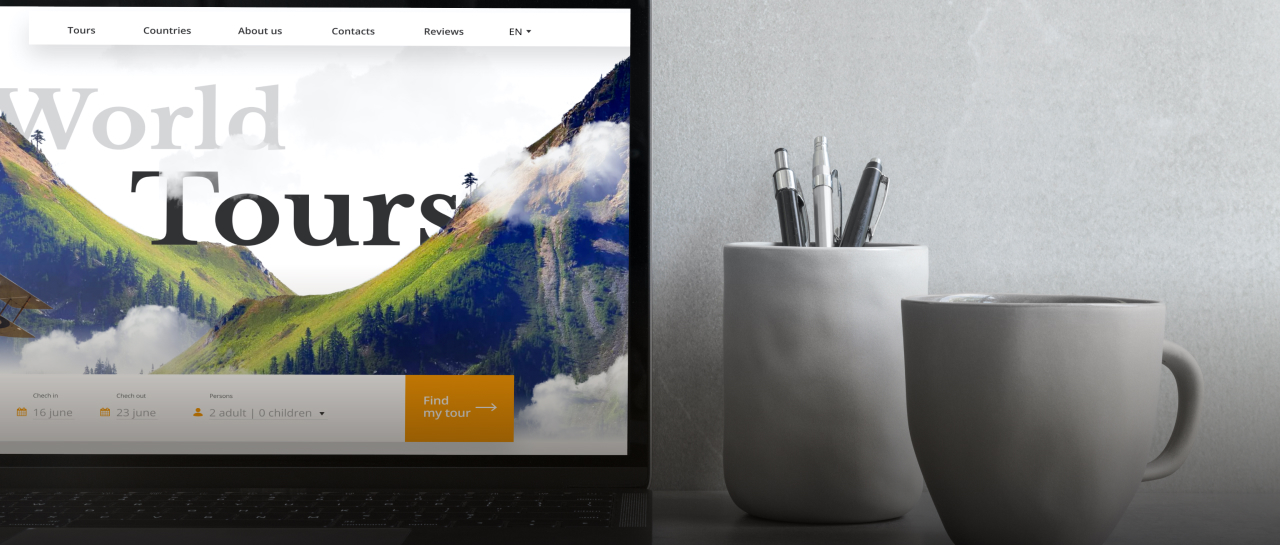 Tours Countries About us Contacts Reviews EN
World
Tours
Chech in Chech out Persons
16 june 23 june 2 adult | 0 children
Find
my tour